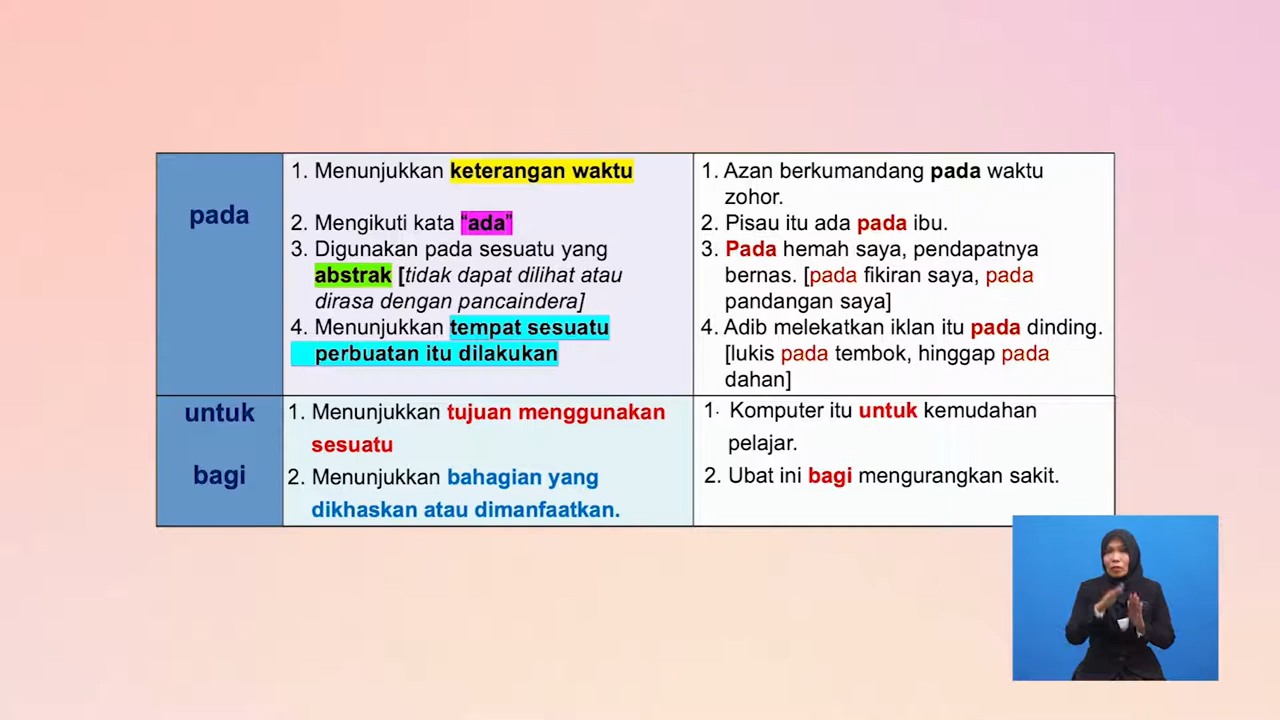 pada
1. Menunjukkan keterangan waktu
2. Mengikuti kata “ada”
3. Digunakan pada sesuatu yang
abstrak [tidak dapat dilihat atau
dirasa dengan pancaindera]
4. Menunjukkan tempat sesuatu
perbuatan itu dilakukan
1. Azan berkumandang pada waktu
zohor.
2. Pisau itu ada pada ibu.
3. Pada hemah saya, pendapatnya
bernas. [pada fikiran saya, pada
pandangan saya]
4. Adib melekatkan iklan itu pada dinding.
[lukis pada tembok, hinggap pada
dahan]
untuk
bagi
1. Menunjukkan tujuan menggunakan
sesuatu
2. Menunjukkan bahagian yang
dikhaskan atau dimanfaatkan.
1. Komputer itu untuk kemudahan
pelajar.
2. Ubat ini bagi mengurangkan sakit.